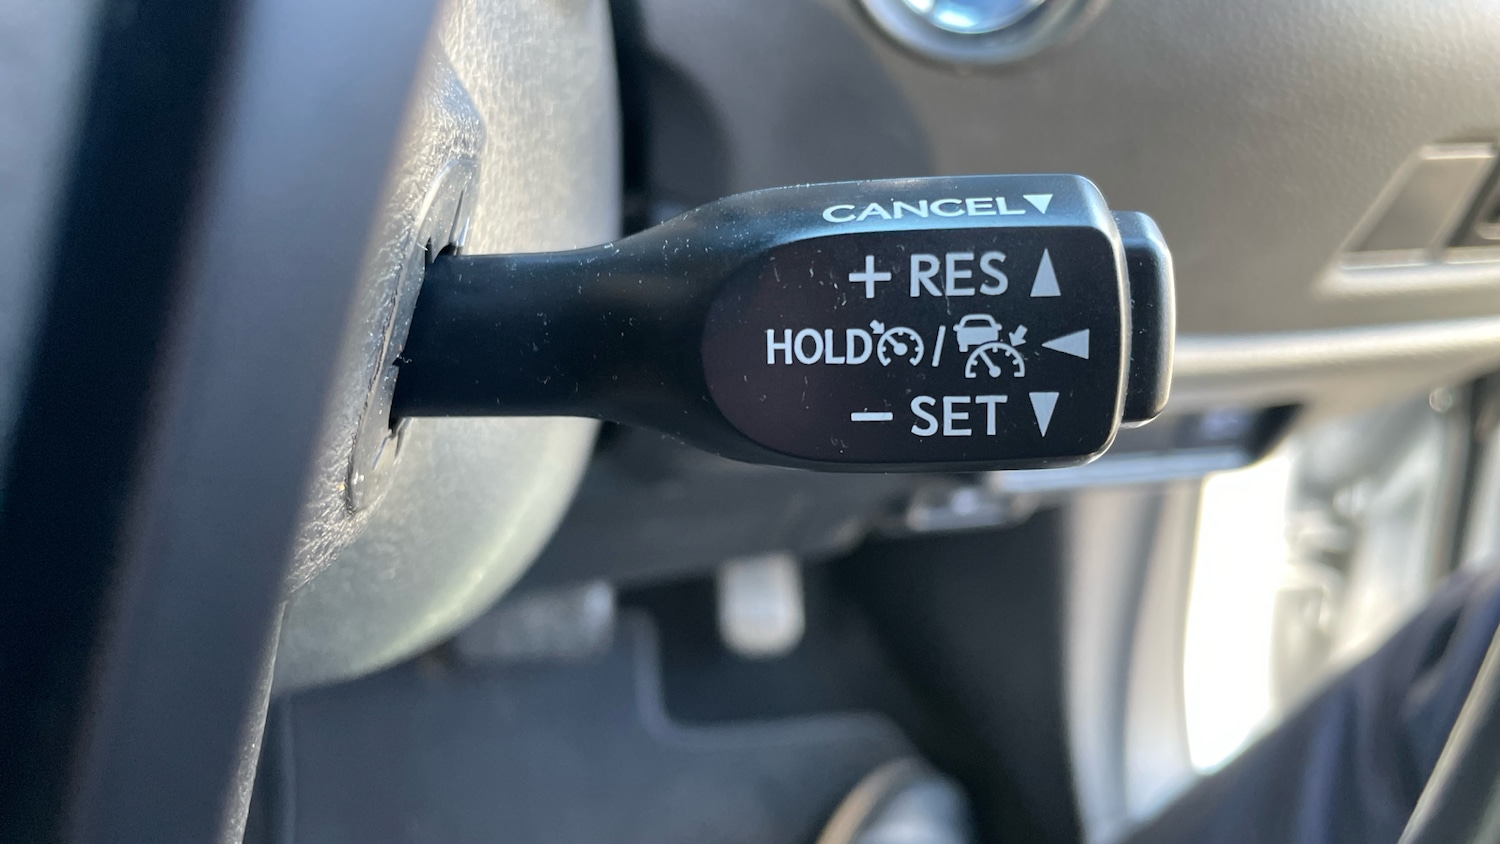 CANCEL▼
+ RES ▲
HOLD / ◀
− SET ▼